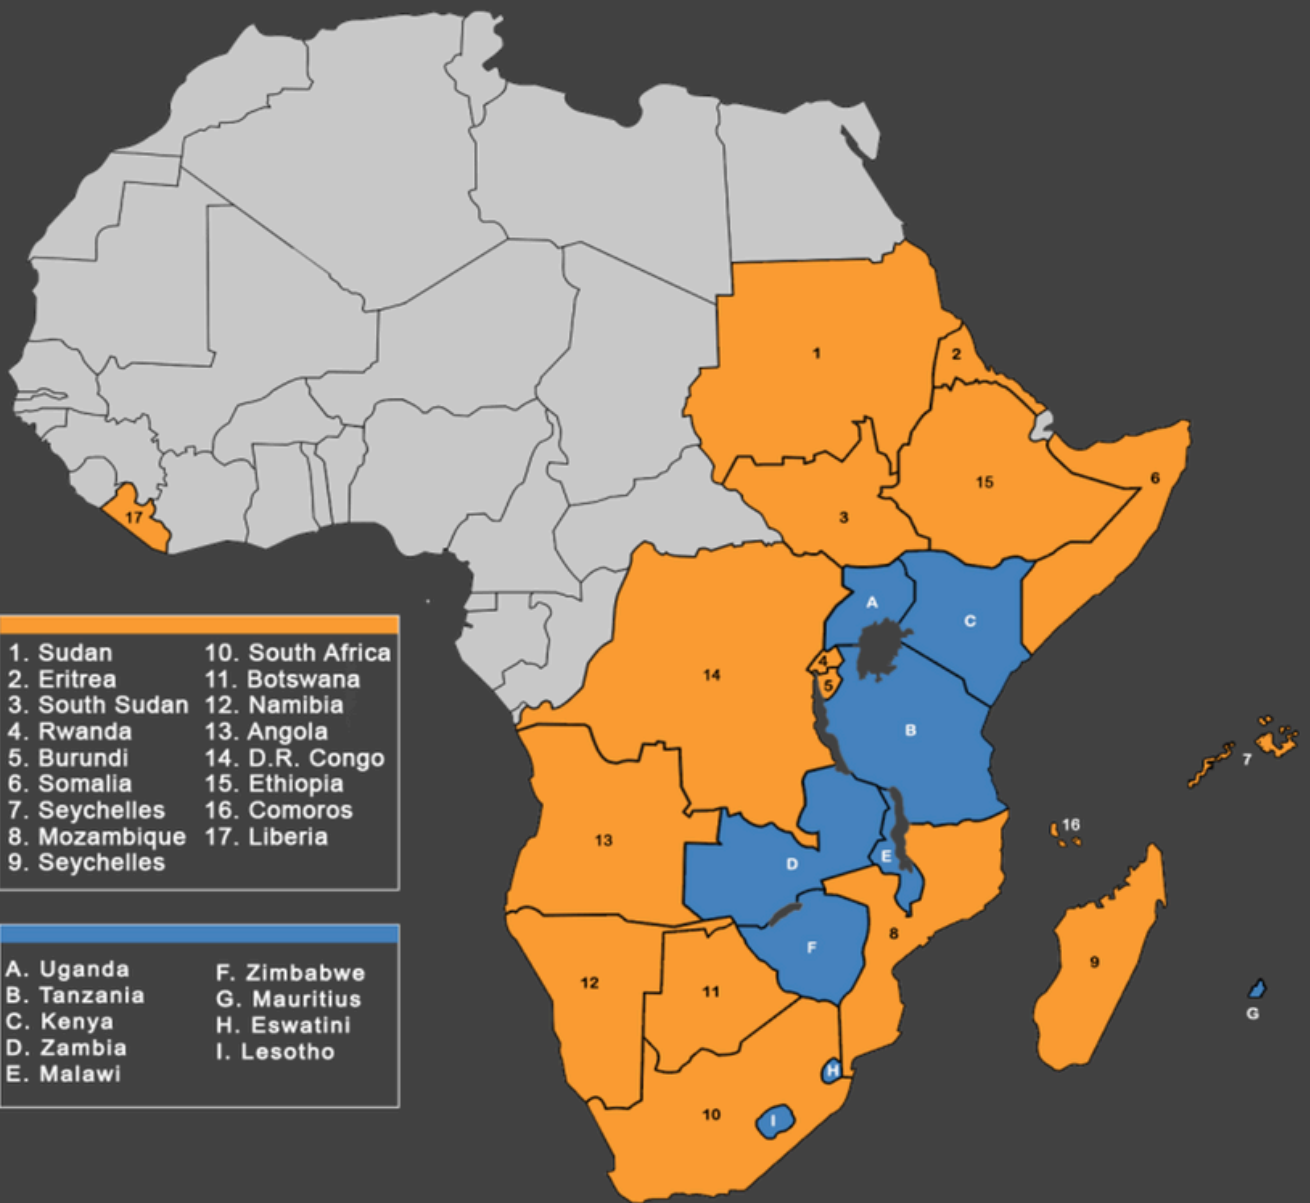 1
2
15
6
17
3
A
C
14
4
5
B
7
16
13
D
E
8
F
9
12
11
G
H
10
I
1. Sudan
2. Eritrea
3. South Sudan
4. Rwanda
5. Burundi
6. Somalia
7. Seychelles
8. Mozambique
9. Seychelles
10. South Africa
11. Botswana
12. Namibia
13. Angola
14. D.R. Congo
15. Ethiopia
16. Comoros
17. Liberia
A. Uganda
B. Tanzania
C. Kenya
D. Zambia
E. Malawi
F. Zimbabwe
G. Mauritius
H. Eswatini
I. Lesotho